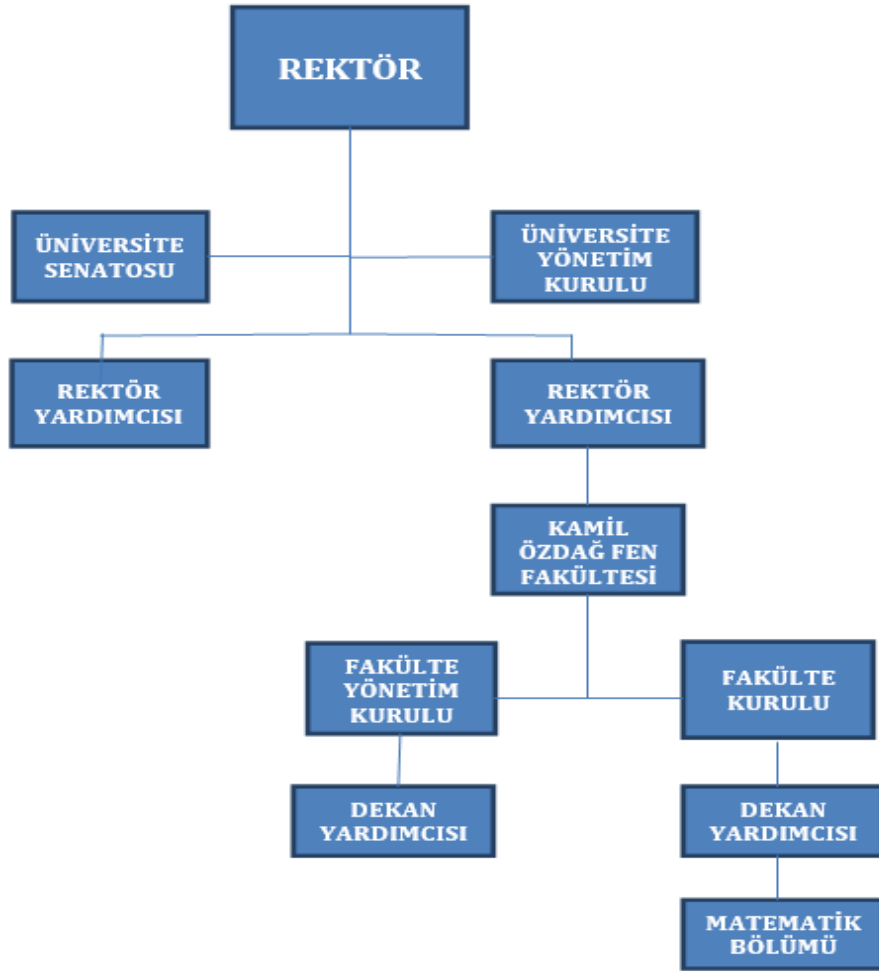 REKTÖR
ÜNİVERSİTE
SENATOSU
ÜNİVERSİTE
YÖNETİM
KURULU
REKTÖR
YARDIMCISI
REKTÖR
YARDIMCISI
KAMİL
ÖZDAĞ FEN
FAKÜLTESİ
FAKÜLTE
YÖNETİM
KURULU
FAKÜLTE
KURULU
DEKAN
YARDIMCISI
DEKAN
YARDIMCISI
MATEMATİK
BÖLÜMÜ